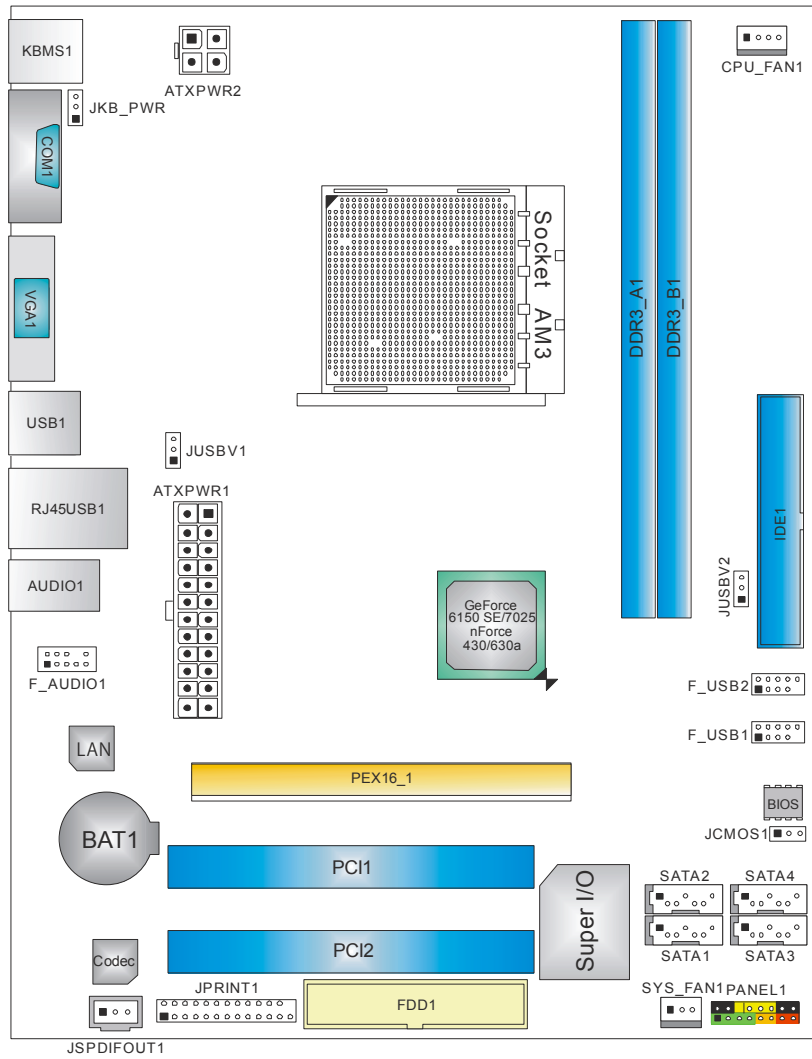 KBMS1
ATXPWR2
CPU_FAN1
JKB_PWR
COM1
Socket AM3
DDR3_A1
DDR3_B1
VGA1
USB1
JUSBV1
ATXPWR1
RJ45USB1
IDE1
AUDIO1
JUSBV2
GeForce
6150 SE/7025
nForce
430/630a
F_AUDIO1
F_USB2
F_USB1
LAN
PEX16_1
BIOS
JCMOS1
BAT1
PCI1
SATA2
SATA4
Super I/O
SATA1
SATA3
PCI2
Codec
JPRINT1
FDD1
SYS_FAN1
PANEL1
JSPDIFOUT1